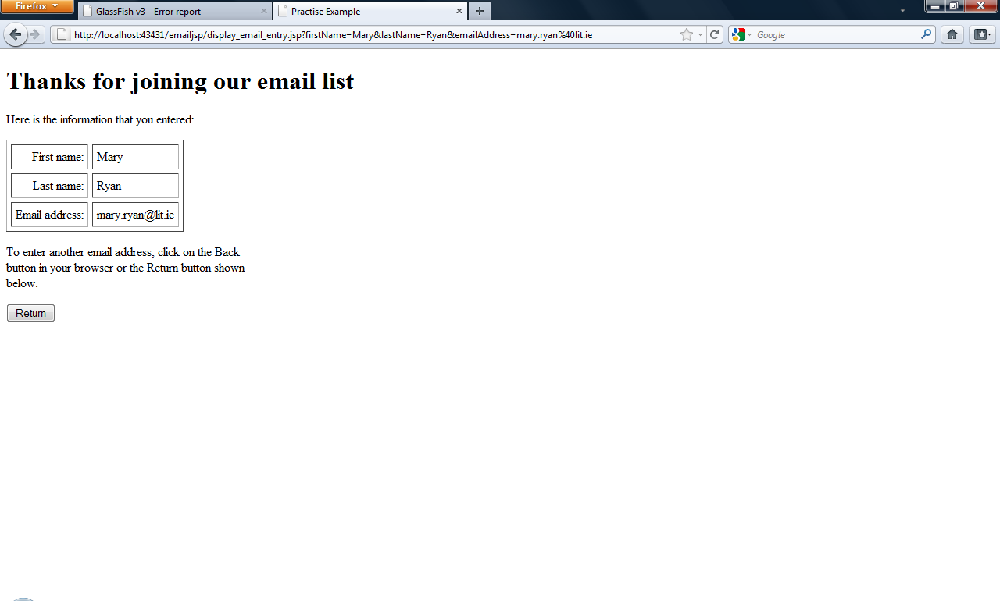 Firefox
GlassFish v3 - Error report
Practise Example
http://localhost:43431/emailjsp/display_email_entry.jsp?firstName=Mary&lastName=Ryan&emailAddress=mary.ryan%40lit.ie
Google
Thanks for joining our email list
Here is the information that you entered:
First name: Mary
Last name: Ryan
Email address: mary.ryan@lit.ie
To enter another email address, click on the Back
button in your browser or the Return button shown
below.
Return